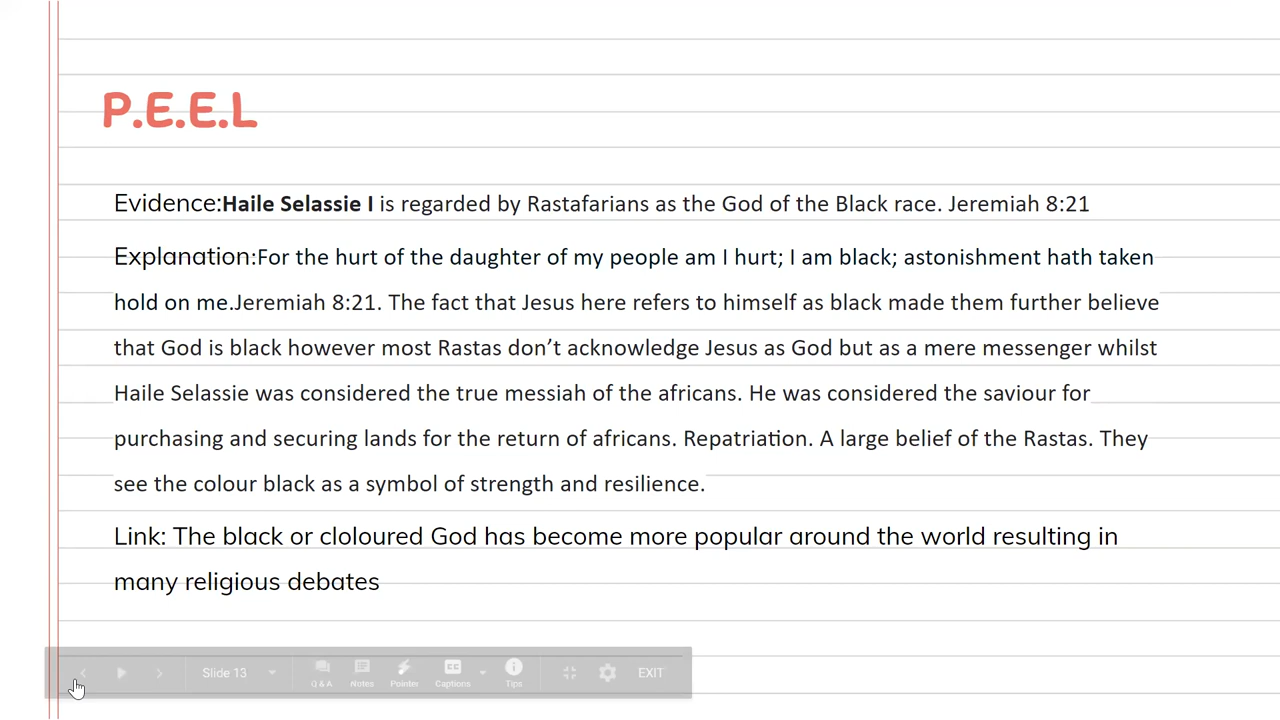 P.E.E.L
Evidence:Haile Selassie I is regarded by Rastafarians as the God of the Black race. Jeremiah 8:21
Explanation:For the hurt of the daughter of my people am I hurt; I am black; astonishment hath taken
hold on me.Jeremiah 8:21. The fact that Jesus here refers to himself as black made them further believe
that God is black however most Rastas don’t acknowledge Jesus as God but as a mere messenger whilst
Haile Selassie was considered the true messiah of the africans. He was considered the saviour for
purchasing and securing lands for the return of africans. Repatriation. A large belief of the Rastas. They
see the colour black as a symbol of strength and resilience.
Link: The black or cloloured God has become more popular around the world resulting in
many religious debates
Slide 13 Q & A Notes Pointer Captions CC Tips EXIT